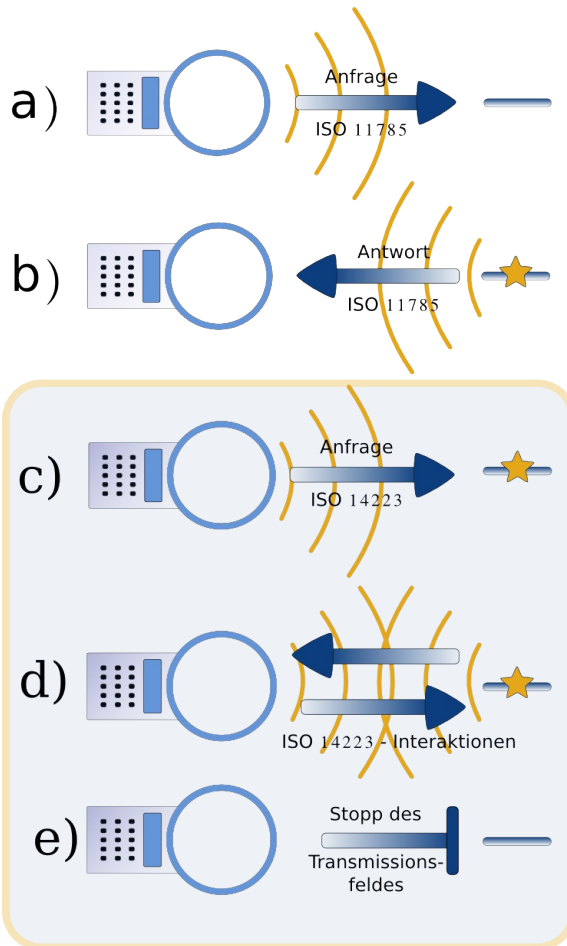 a)
Anfrage
ISO 11785
b)
Antwort
ISO 11785
c)
Anfrage
ISO 14223
d)
ISO 14223 - Interaktionen
e)
Stopp des
Transmissions-
feldes